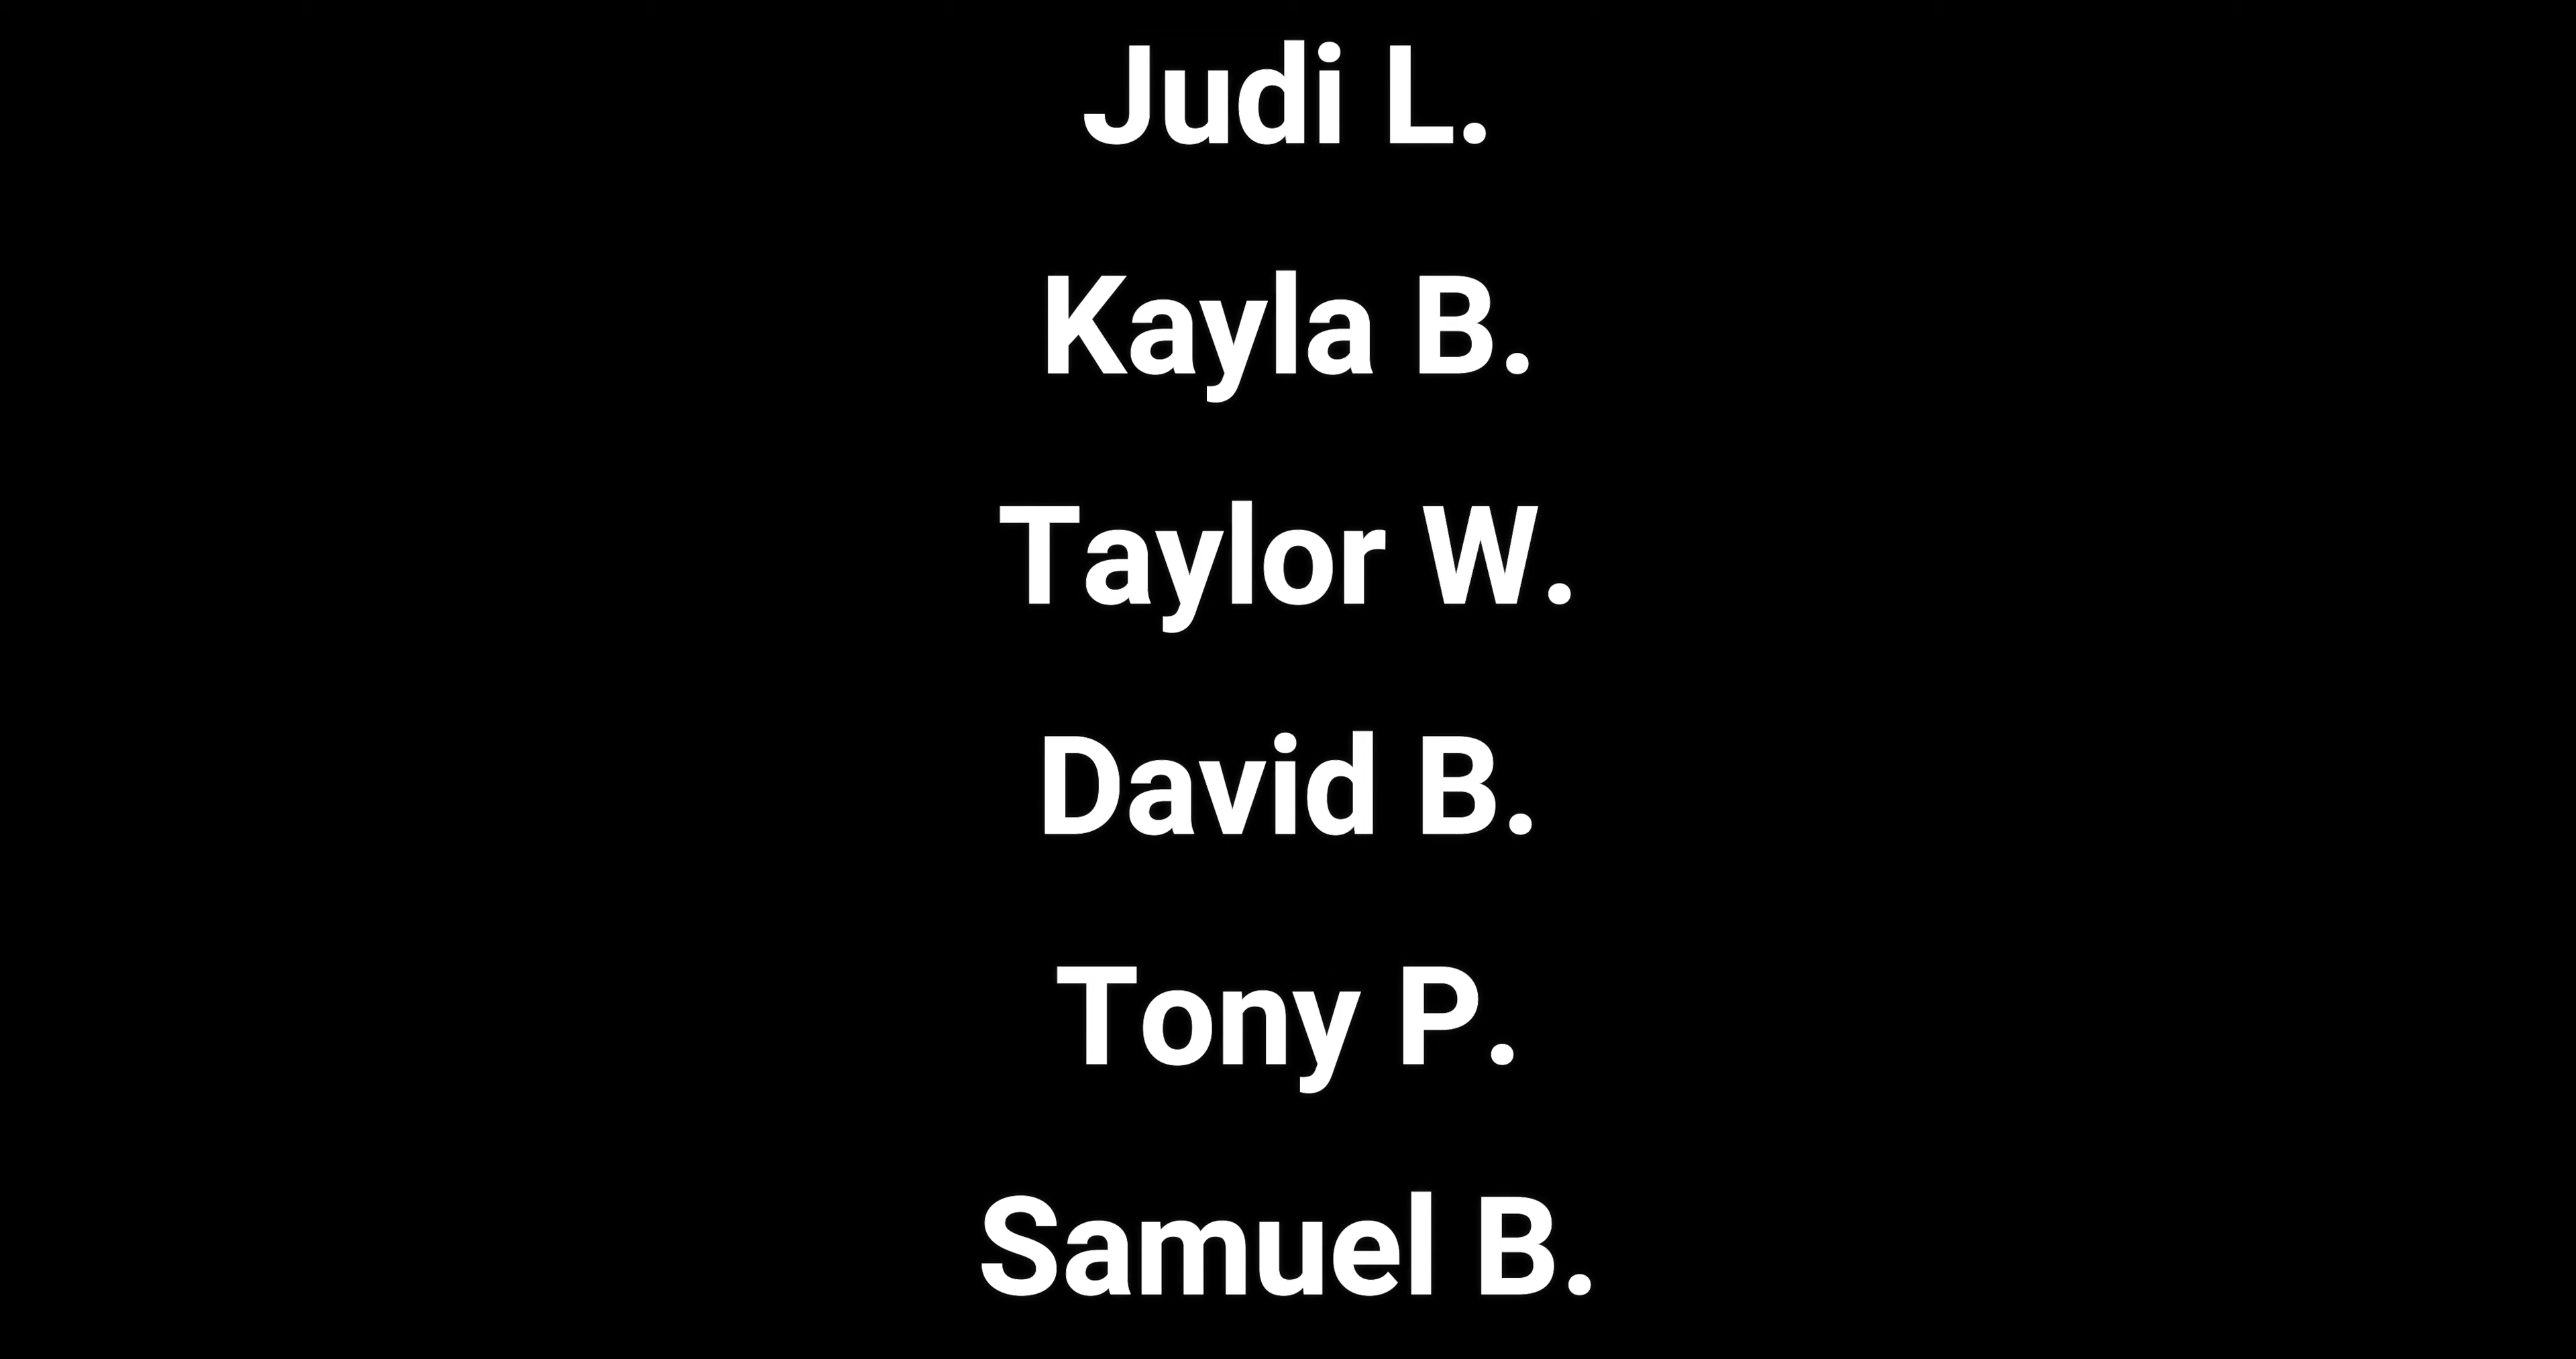 Judi L.
Kayla B.
Taylor W.
David B.
Tony P.
Samuel B.